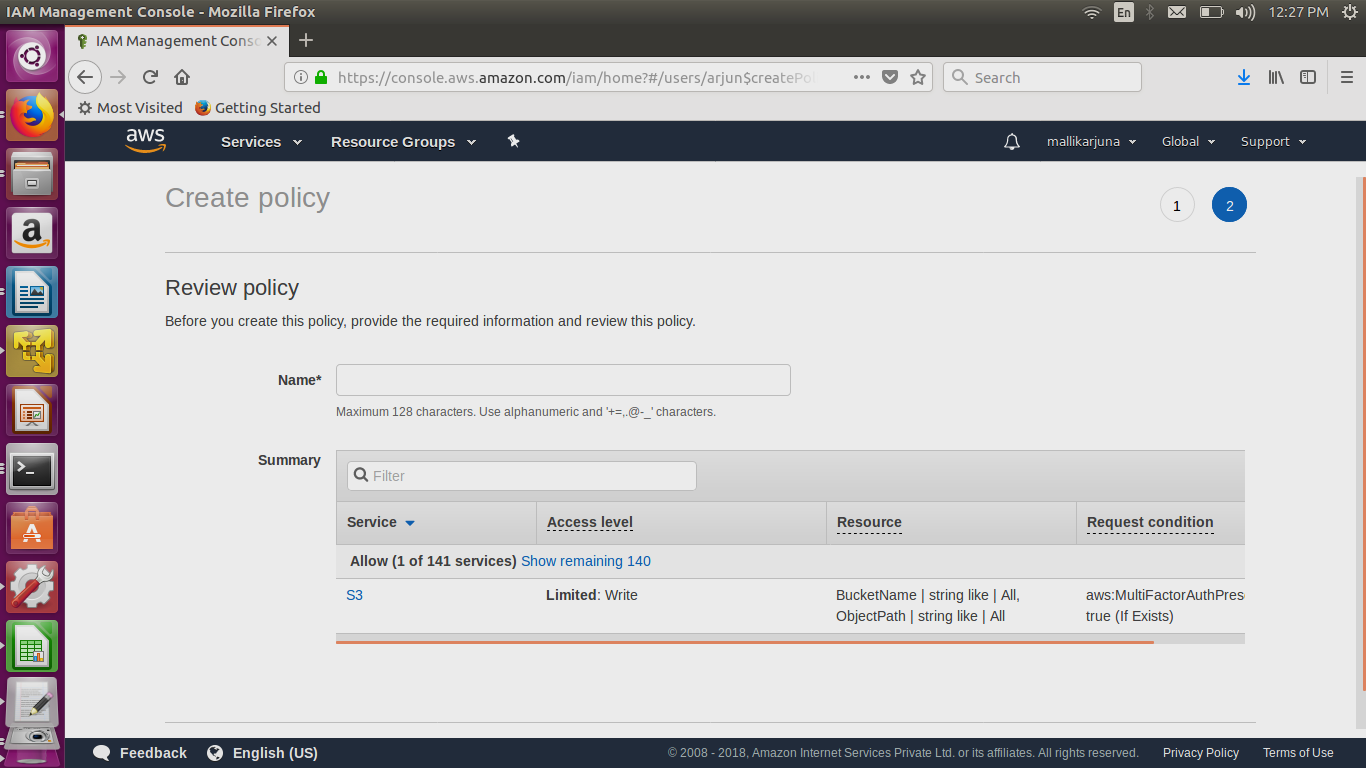 IAM Management Console - Mozilla Firefox
En
12:27 PM
IAM Management Conso
https://console.aws.amazon.com/iam/home?#/users/arjun$createPol
Search
Most Visited
Getting Started
aws
Services
Resource Groups
mallikarjuna
Global
Support
Create policy
1
2
Review policy
Before you create this policy, provide the required information and review this policy.
Name*
Maximum 128 characters. Use alphanumeric and '+=,.@-_' characters.
Summary
Filter
Service
Access level
Resource
Request condition
Allow (1 of 141 services) Show remaining 140
S3
Limited: Write
BucketName | string like | All,
ObjectPath | string like | All
aws:MultiFactorAuthPrese
true (If Exists)
Feedback
English (US)
© 2008 - 2018, Amazon Internet Services Private Ltd. or its affiliates. All rights reserved.
Privacy Policy
Terms of Use